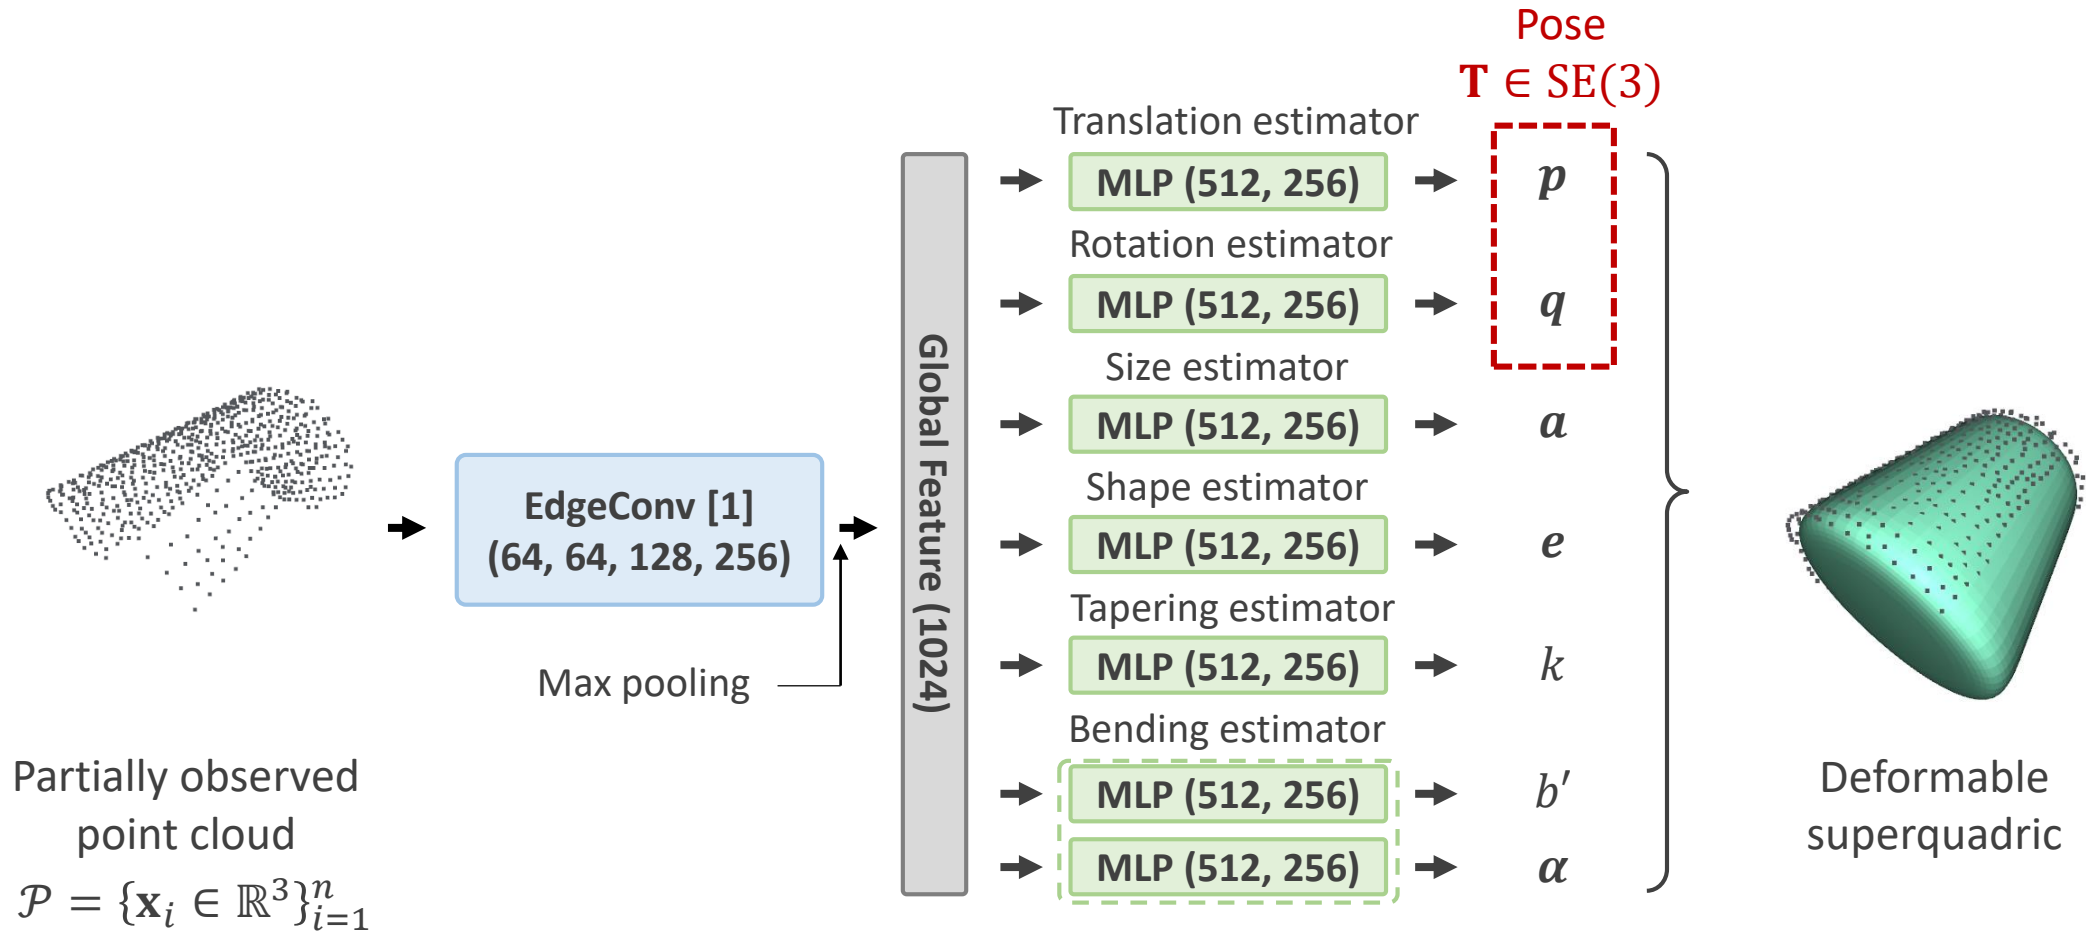 Pose
𝐓 ∈ SE(3)
Translation estimator
MLP (512, 256)
p
Rotation estimator
MLP (512, 256)
q
Size estimator
MLP (512, 256)
a
Shape estimator
MLP (512, 256)
e
Tapering estimator
MLP (512, 256)
k
Bending estimator
MLP (512, 256)
b′
MLP (512, 256)
α
Global Feature (1024)
EdgeConv [1]
(64, 64, 128, 256)
Max pooling
Partially observed
point cloud
𝒫 = {𝐱ᵢ ∈ ℝ³}ⁿᵢ₌₁
Deformable
superquadric